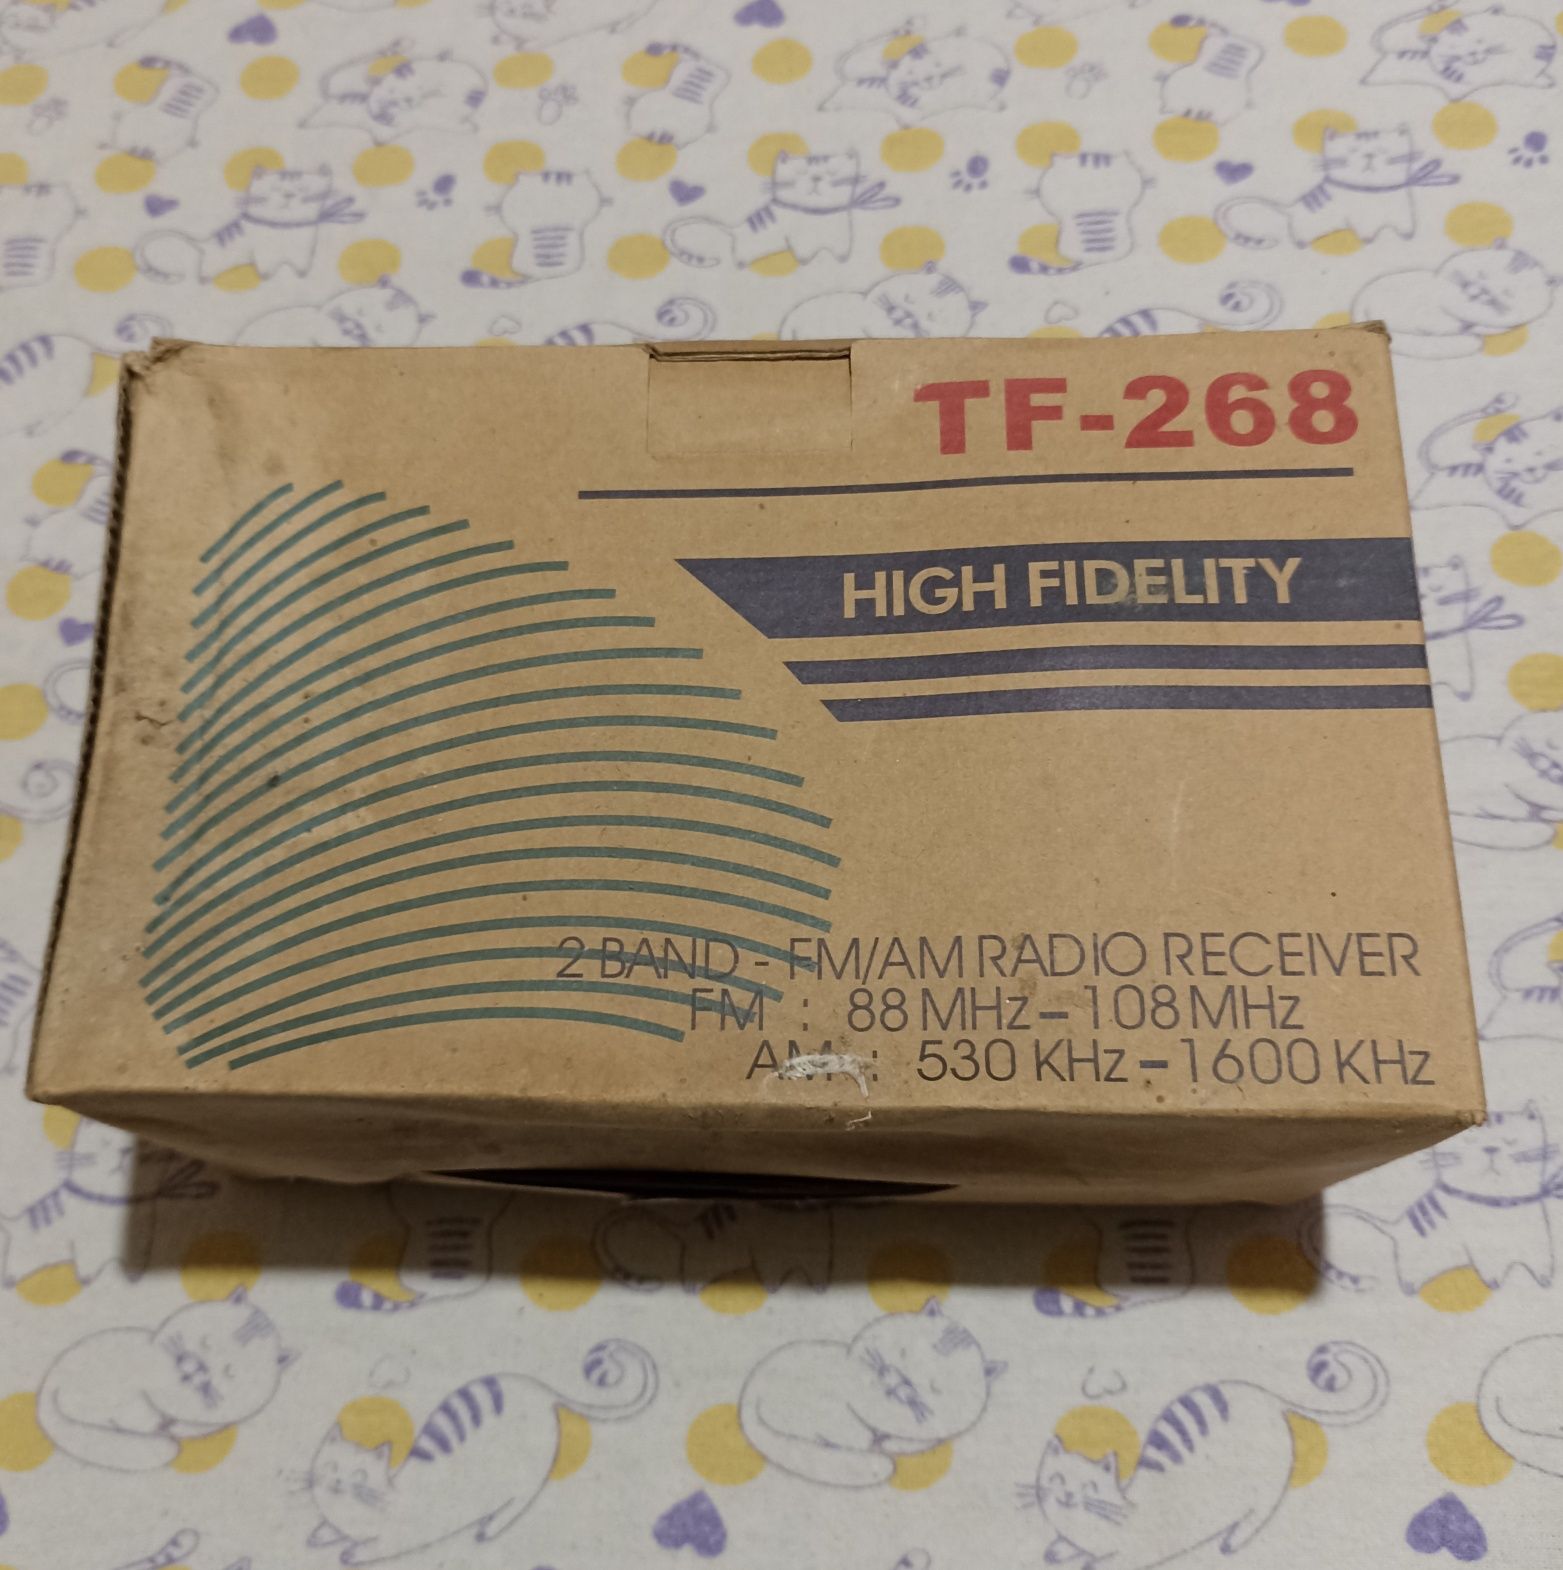 TF-268
HIGH FIDELITY
2 BAND - FM/AM RADIO RECEIVER
FM : 88 MHz – 108 MHz
AM : 530 KHz – 1600 KHz